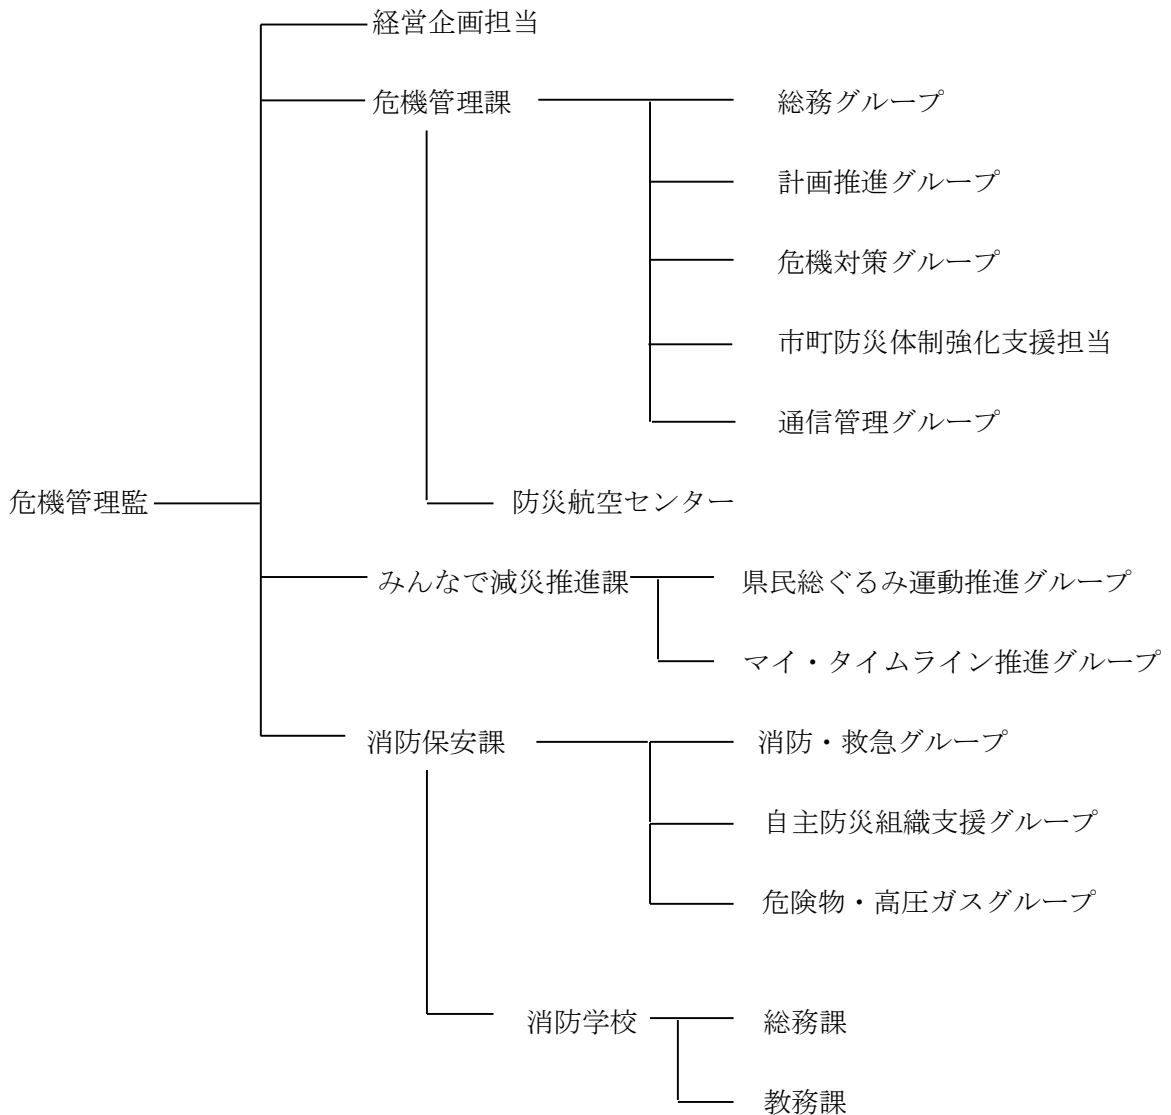 経営企画担当
危機管理課
総務グループ
計画推進グループ
危機対策グループ
市町防災体制強化支援担当
通信管理グループ
危機管理監
防災航空センター
みんなで減災推進課
県民総ぐるみ運動推進グループ
マイ・タイムライン推進グループ
消防保安課
消防・救急グループ
自主防災組織支援グループ
危険物・高圧ガスグループ
消防学校
総務課
教務課